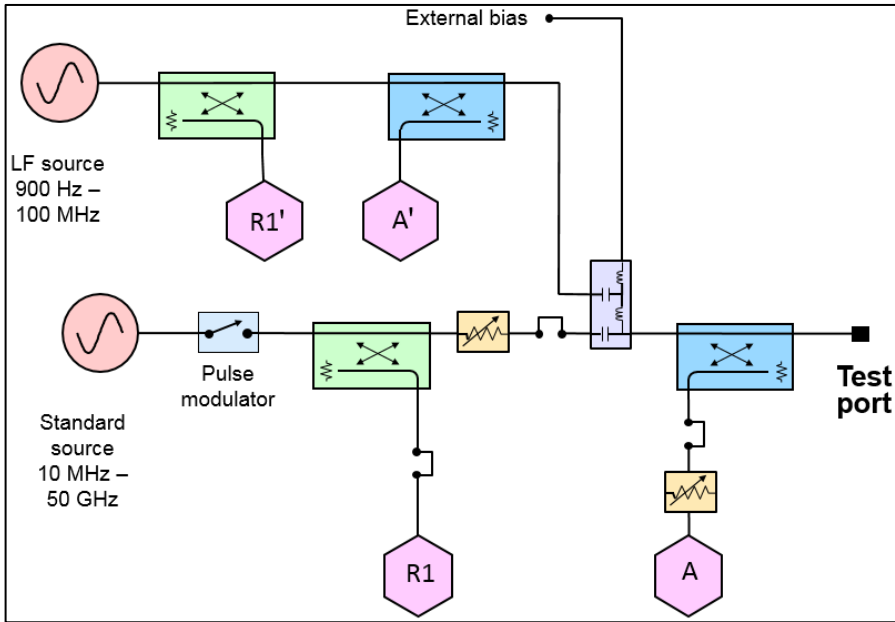 External bias
LF source
900 Hz –
100 MHz
R1'
A'
Pulse
modulator
Test
port
Standard
source
10 MHz –
50 GHz
R1
A